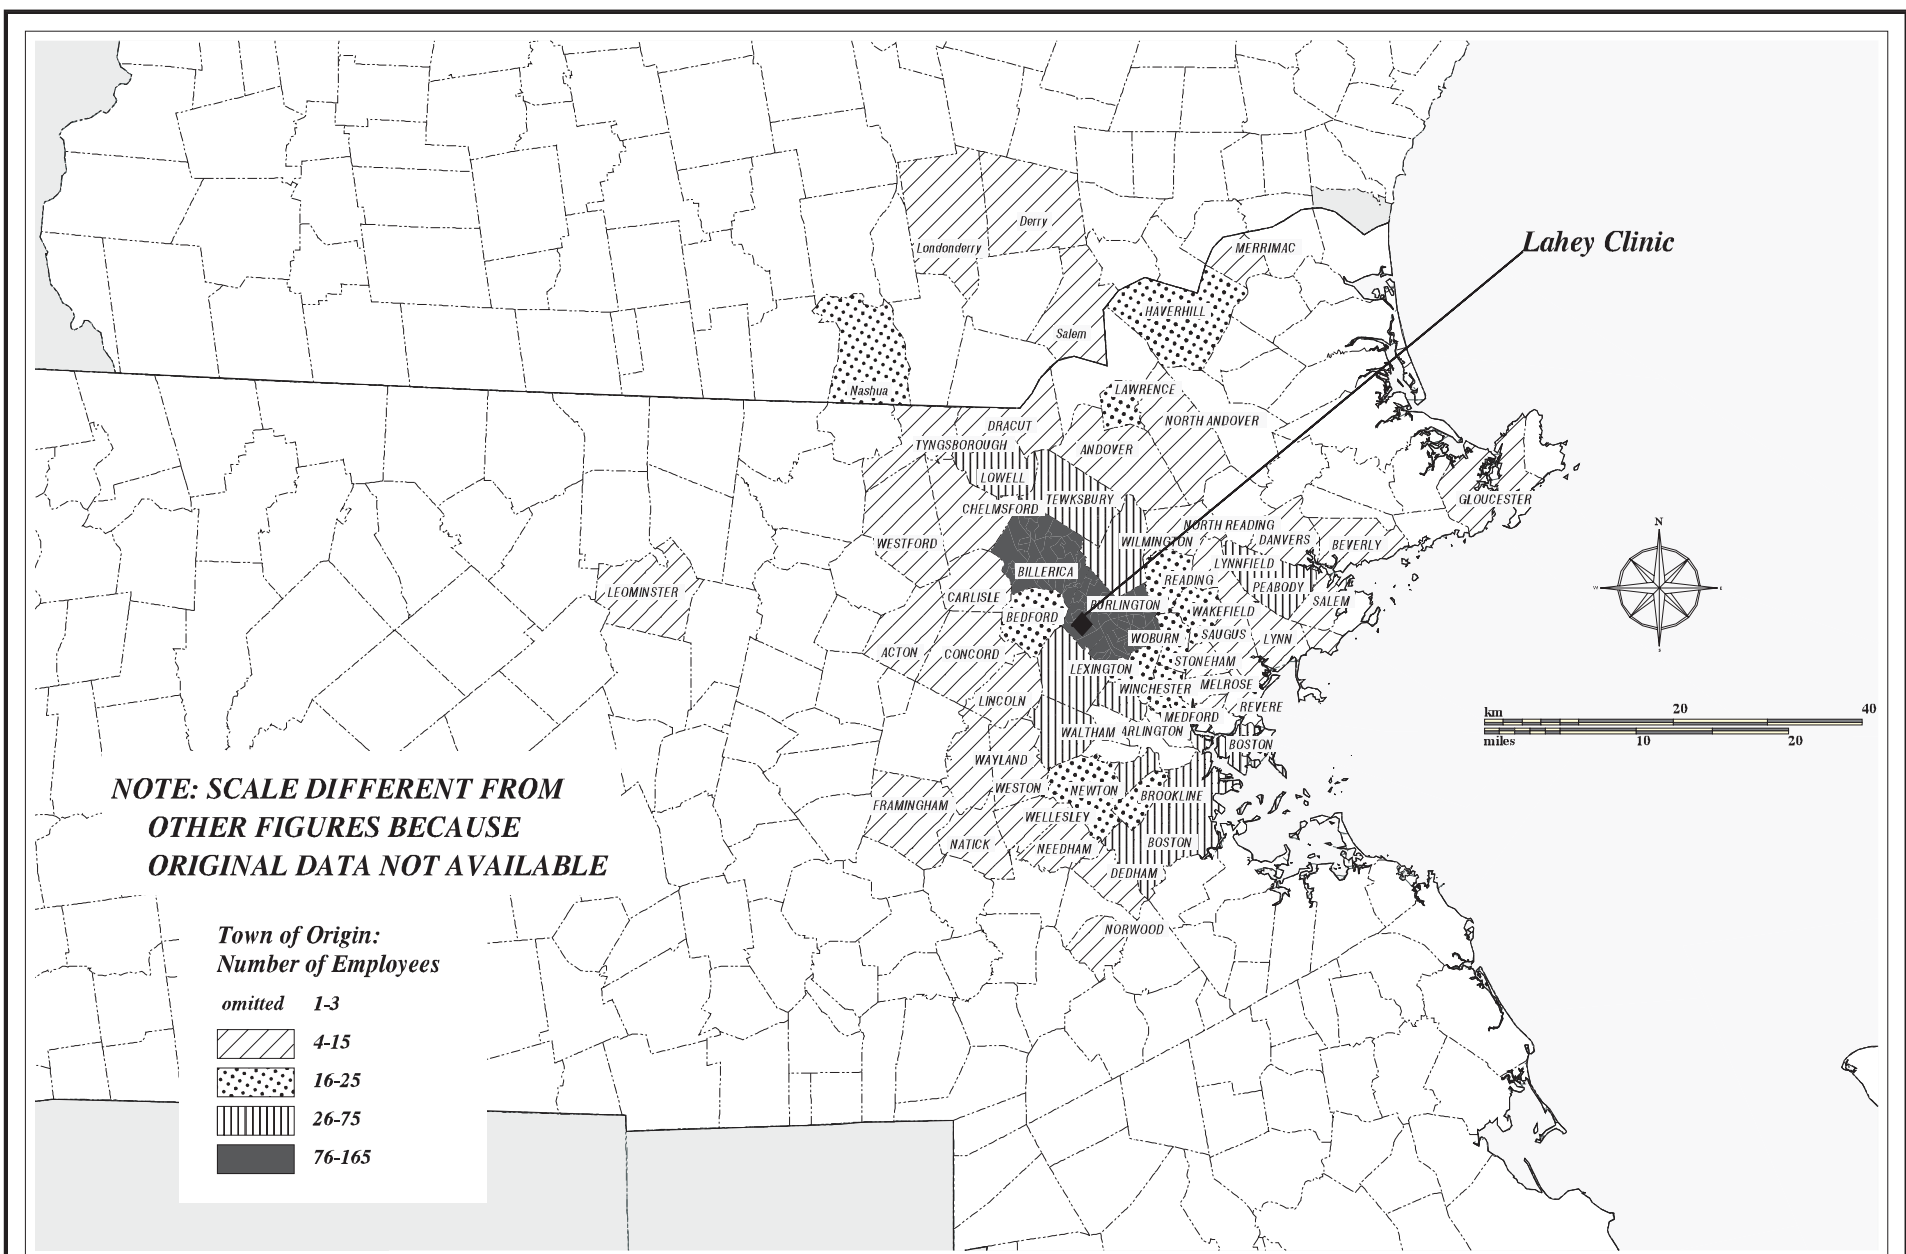 Derry
Londonderry
MERRIMAC
Lahey Clinic
HAVERHILL
Salem
Nashua
LAWRENCE
NORTH ANDOVER
DRACUT
TYNGSBOROUGH
ANDOVER
LOWELL
TEWKSBURY
GLOUCESTER
CHELMSFORD
NORTH READING
WESTFORD
WILMINGTON
DANVERS
BEVERLY
LYNNFIELD
BILLERICA
READING
PEABODY
LEOMINSTER
CARLISLE
BURLINGTON
SALEM
BEDFORD
WAKEFIELD
WOBURN
SAUGUS
LYNN
ACTON
CONCORD
STONEHAM
LEXINGTON
WINCHESTER
MELROSE
LINCOLN
REVERE
MEDFORD
WALTHAM
ARLINGTON
BOSTON
WAYLAND
WESTON
NEWTON
BROOKLINE
FRAMINGHAM
WELLESLEY
NATICK
NEEDHAM
BOSTON
DEDHAM
NORWOOD
N
W
E
S
km
20
40
miles
10
20
NOTE: SCALE DIFFERENT FROM
OTHER FIGURES BECAUSE
ORIGINAL DATA NOT AVAILABLE
Town of Origin:
Number of Employees
omitted 1-3
4-15
16-25
26-75
76-165